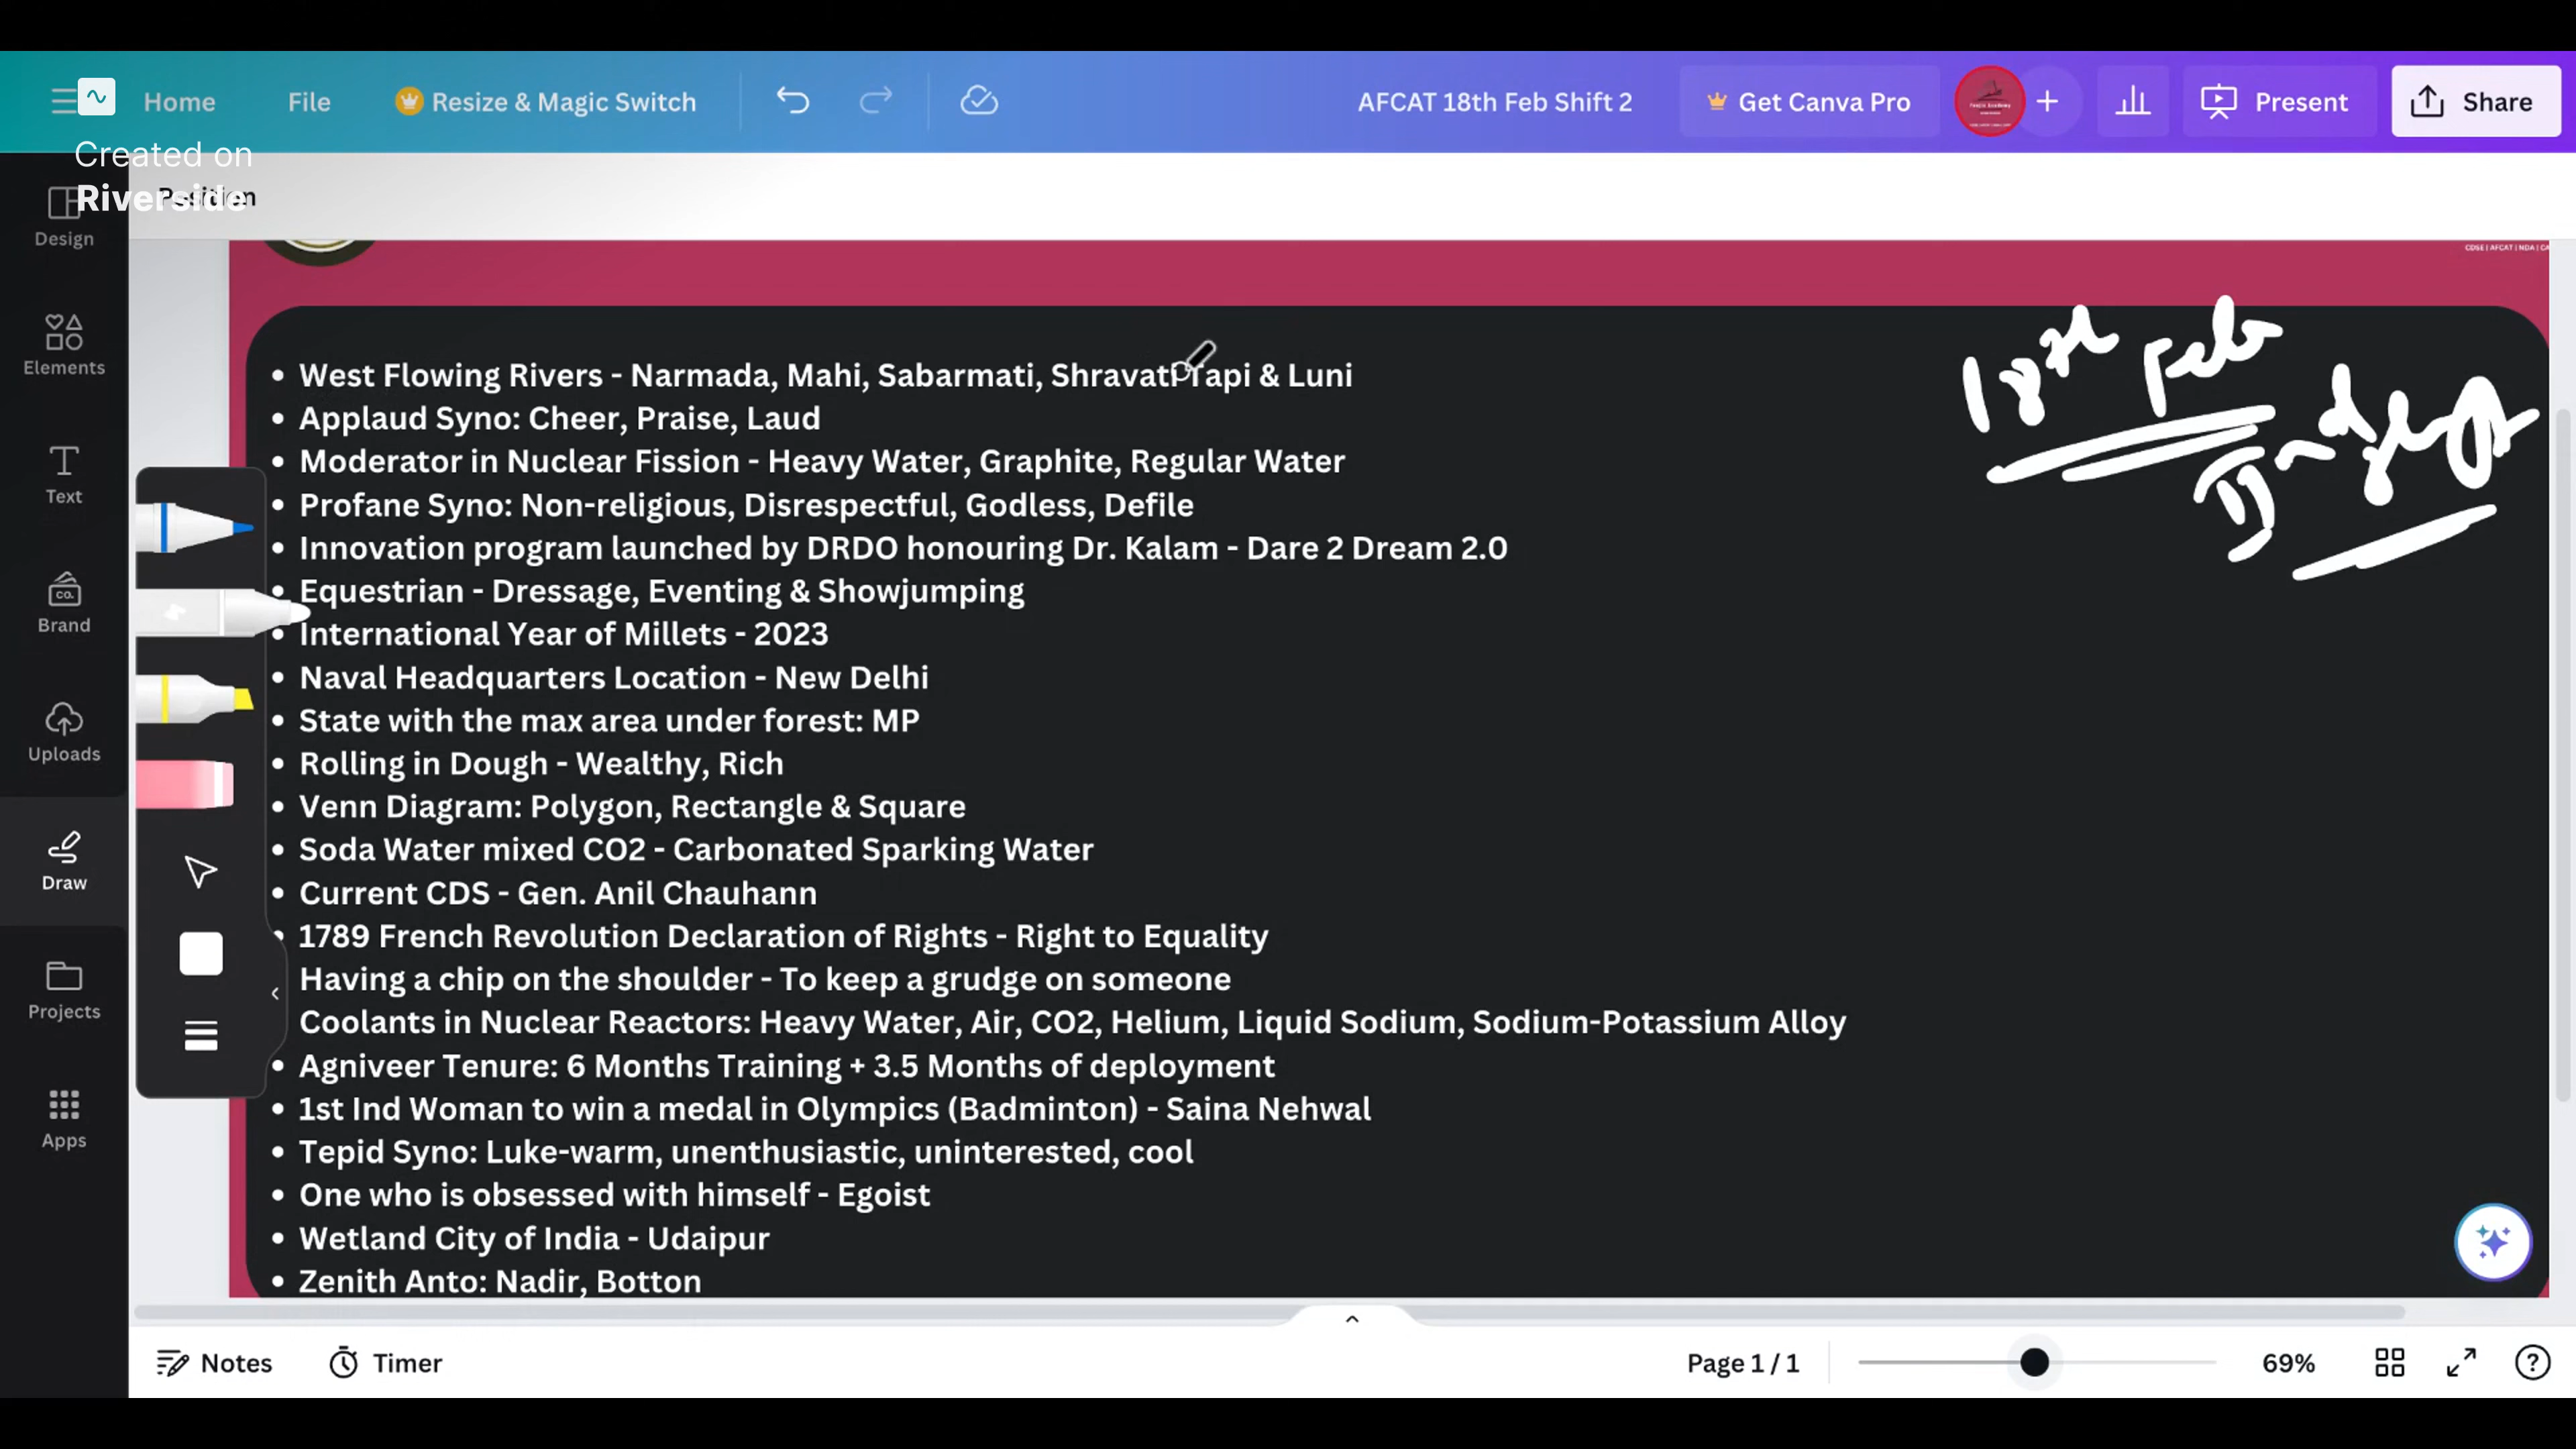 Home File Resize & Magic Switch AFCAT 18th Feb Shift 2 Get Canva Pro Present Share
Created on
Riverside
Position
Design
Elements
Text
Brand
Uploads
Draw
Projects
Apps
CDSE | AFCAT | NDA | CA
18th Feb
• West Flowing Rivers - Narmada, Mahi, Sabarmati, Shravati Tapi & Luni
• Applaud Syno: Cheer, Praise, Laud
• Moderator in Nuclear Fission - Heavy Water, Graphite, Regular Water
• Profane Syno: Non-religious, Disrespectful, Godless, Defile
• Innovation program launched by DRDO honouring Dr. Kalam - Dare 2 Dream 2.0
• Equestrian - Dressage, Eventing & Showjumping
• International Year of Millets - 2023
• Naval Headquarters Location - New Delhi
• State with the max area under forest: MP
• Rolling in Dough - Wealthy, Rich
• Venn Diagram: Polygon, Rectangle & Square
• Soda Water mixed CO2 - Carbonated Sparking Water
• Current CDS - Gen. Anil Chauhann
• 1789 French Revolution Declaration of Rights - Right to Equality
Having a chip on the shoulder - To keep a grudge on someone
Coolants in Nuclear Reactors: Heavy Water, Air, CO2, Helium, Liquid Sodium, Sodium-Potassium Alloy
• Agniveer Tenure: 6 Months Training + 3.5 Months of deployment
• 1st Ind Woman to win a medal in Olympics (Badminton) - Saina Nehwal
• Tepid Syno: Luke-warm, unenthusiastic, uninterested, cool
• One who is obsessed with himself - Egoist
• Wetland City of India - Udaipur
• Zenith Anto: Nadir, Botton
Notes Timer Page 1 / 1 69%